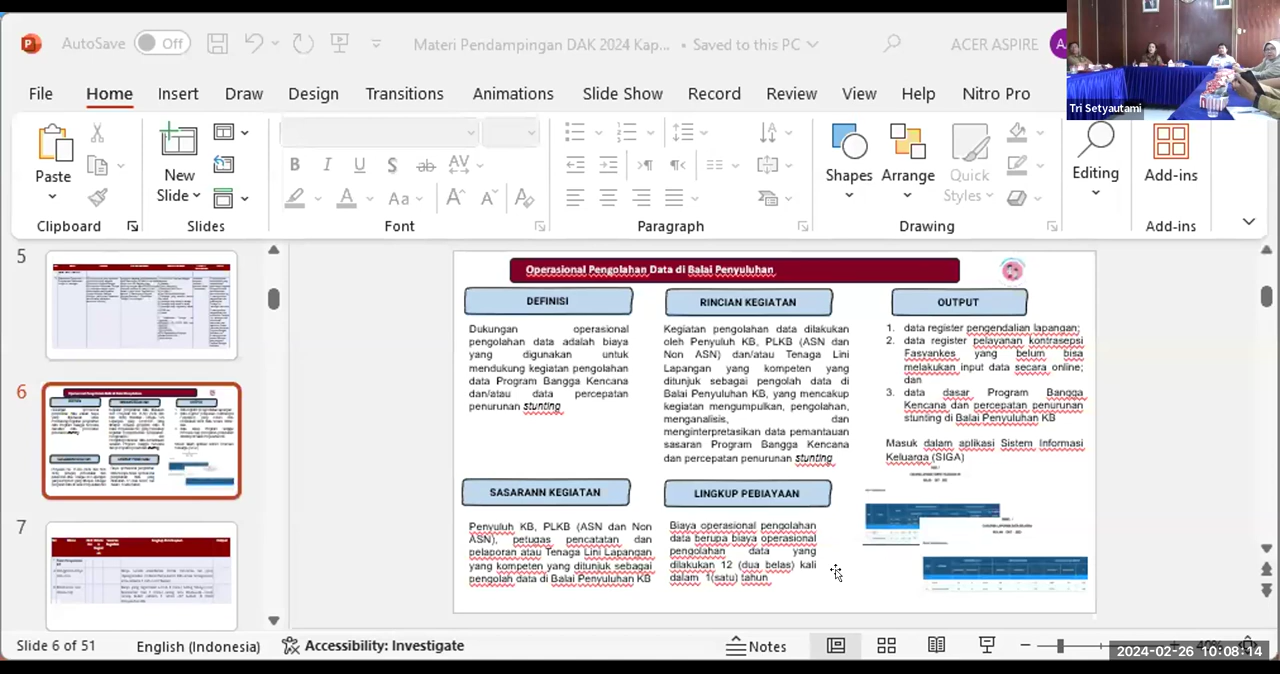 AutoSave Off Materi Pendampingan DAK 2024 Kap... • Saved to this PC ACER ASPIRE
Tri Setyautami
File Home Insert Draw Design Transitions Animations Slide Show Record Review View Help Nitro Pro
Paste
New
Slide
Shapes Arrange Quick
Styles
Editing
Add-ins
Clipboard Slides Font Paragraph Drawing Add-ins
5
6
7
Operasional Pengolahan Data di Balai Penyuluhan
DEFINISI
Dukungan operasional
pengolahan data adalah biaya
yang digunakan untuk
mendukung kegiatan pengolahan
data Program Bangga Kencana
dan/atau data percepatan
penurunan stunting
RINCIAN KEGIATAN
Kegiatan pengolahan data dilakukan
oleh Penyuluh KB, PLKB (ASN dan
Non ASN) dan/atau Tenaga Lini
Lapangan yang kompeten yang
ditunjuk sebagai pengolah data di
Balai Penyuluhan KB, yang mencakup
kegiatan mengumpulkan, pengolahan,
menganalisis, dan
menginterpretasikan data pemantauan
sasaran Program Bangga Kencana
dan percepatan penurunan stunting
OUTPUT
1. data register pengendalian lapangan;
2. data register pelayanan kontrasepsi
Fasyankes yang belum bisa
melakukan input data secara online;
dan
3. data dasar Program Bangga
Kencana dan percepatan penurunan
stunting di Balai Penyuluhan KB
Masuk dalam aplikasi Sistem Informasi
Keluarga (SIGA)
SASARANN KEGIATAN
Penyuluh KB, PLKB (ASN dan Non
ASN), petugas pencatatan dan
pelaporan atau Tenaga Lini Lapangan
yang kompeten yang ditunjuk sebagai
pengolah data di Balai Penyuluhan KB
LINGKUP PEBIAYAAN
Biaya operasional pengolahan
data berupa biaya operasional
pengolahan data yang
dilakukan 12 (dua belas) kali
dalam 1(satu) tahun
Slide 6 of 51 English (Indonesia) Accessibility: Investigate Notes
2024-02-26 10:08:14